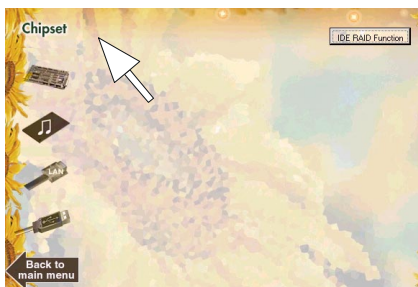 Chipset
IDE RAID Function
LAN
Back to
main menu